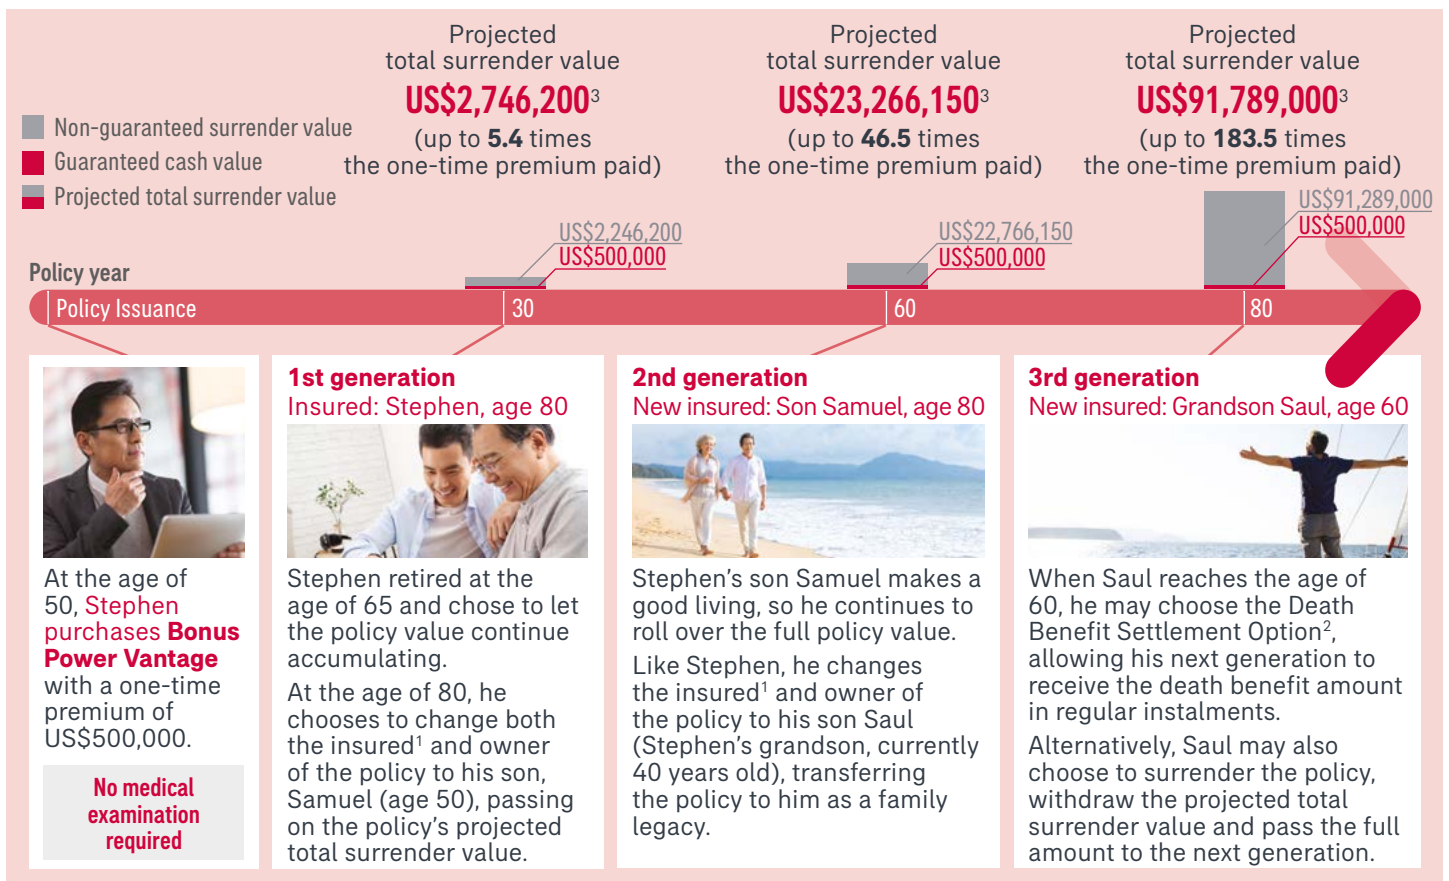 Projected
total surrender value
US$2,746,200³
(up to 5.4 times
the one-time premium paid)
Projected
total surrender value
US$23,266,150³
(up to 46.5 times
the one-time premium paid)
Projected
total surrender value
US$91,789,000³
(up to 183.5 times
the one-time premium paid)
Non-guaranteed surrender value
Guaranteed cash value
Projected total surrender value
US$2,246,200
US$500,000
US$22,766,150
US$500,000
US$91,289,000
US$500,000
Policy year
Policy Issuance
30
60
80
At the age of
50, Stephen
purchases Bonus
Power Vantage
with a one-time
premium of
US$500,000.
No medical
examination
required
1st generation
Insured: Stephen, age 80
Stephen retired at the
age of 65 and chose to let
the policy value continue
accumulating.
At the age of 80, he
chooses to change both
the insured¹ and owner
of the policy to his son,
Samuel (age 50), passing
on the policy's projected
total surrender value.
2nd generation
New insured: Son Samuel, age 80
Stephen's son Samuel makes a
good living, so he continues to
roll over the full policy value.
Like Stephen, he changes
the insured¹ and owner of
the policy to his son Saul
(Stephen's grandson, currently
40 years old), transferring
the policy to him as a family
legacy.
3rd generation
New insured: Grandson Saul, age 60
When Saul reaches the age of
60, he may choose the Death
Benefit Settlement Option²,
allowing his next generation to
receive the death benefit amount
in regular instalments.
Alternatively, Saul may also
choose to surrender the policy,
withdraw the projected total
surrender value and pass the full
amount to the next generation.